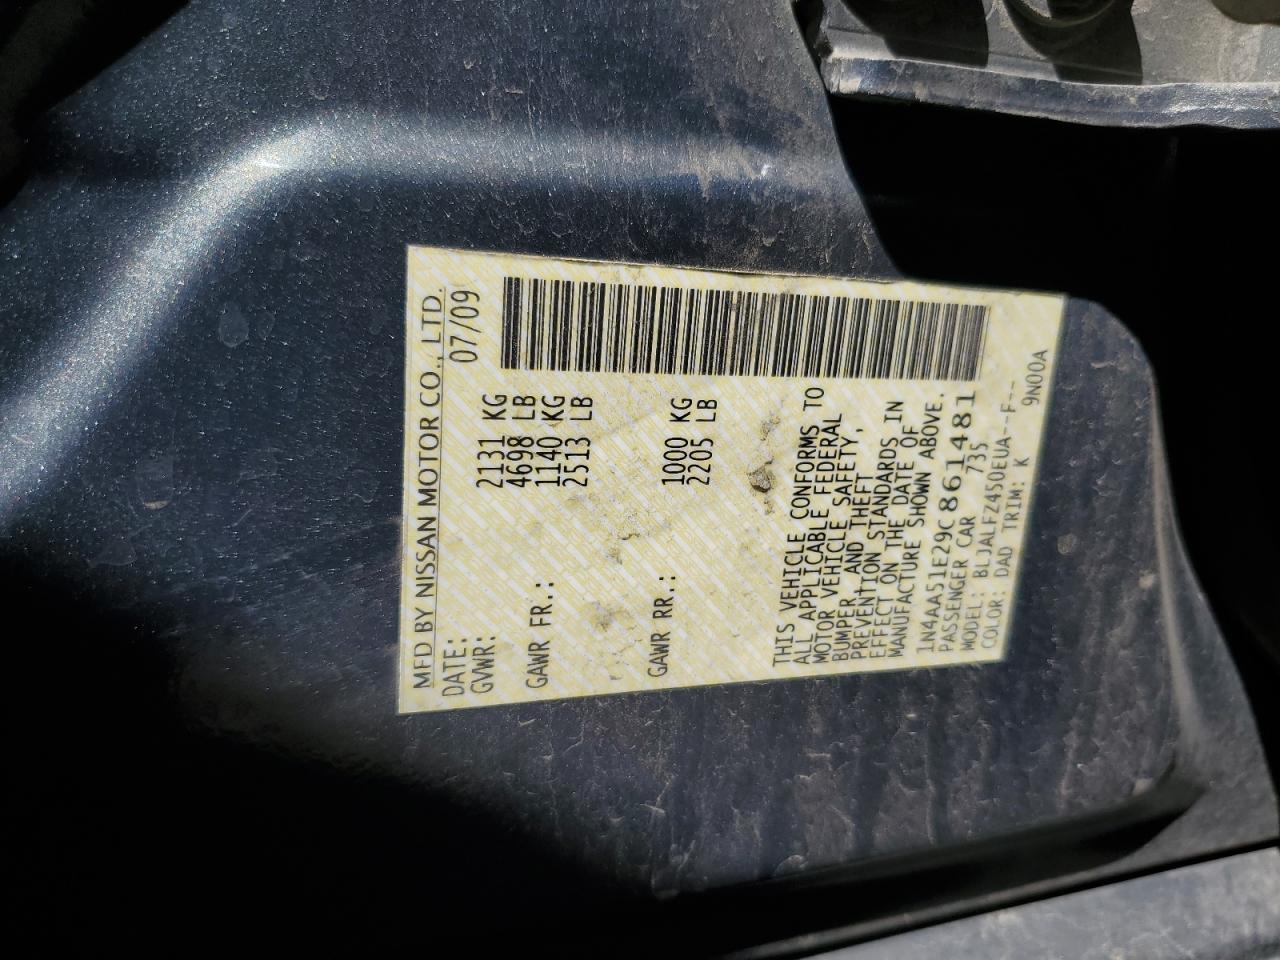 MFD BY NISSAN MOTOR CO., LTD.
DATE: 07/09
GVWR: 2131 KG
4698 LB
GAWR FR.: 1140 KG
2513 LB
GAWR RR.: 1000 KG
2205 LB
THIS VEHICLE CONFORMS TO
ALL APPLICABLE FEDERAL
MOTOR VEHICLE SAFETY,
BUMPER AND THEFT
PREVENTION STANDARDS IN
EFFECT ON THE DATE OF
MANUFACTURE SHOWN ABOVE.
1N4AA51E29C861481
PASSENGER CAR 735
MODEL: BLJALFZ450EUA--F--
COLOR: DAD TRIM: K 9N00A